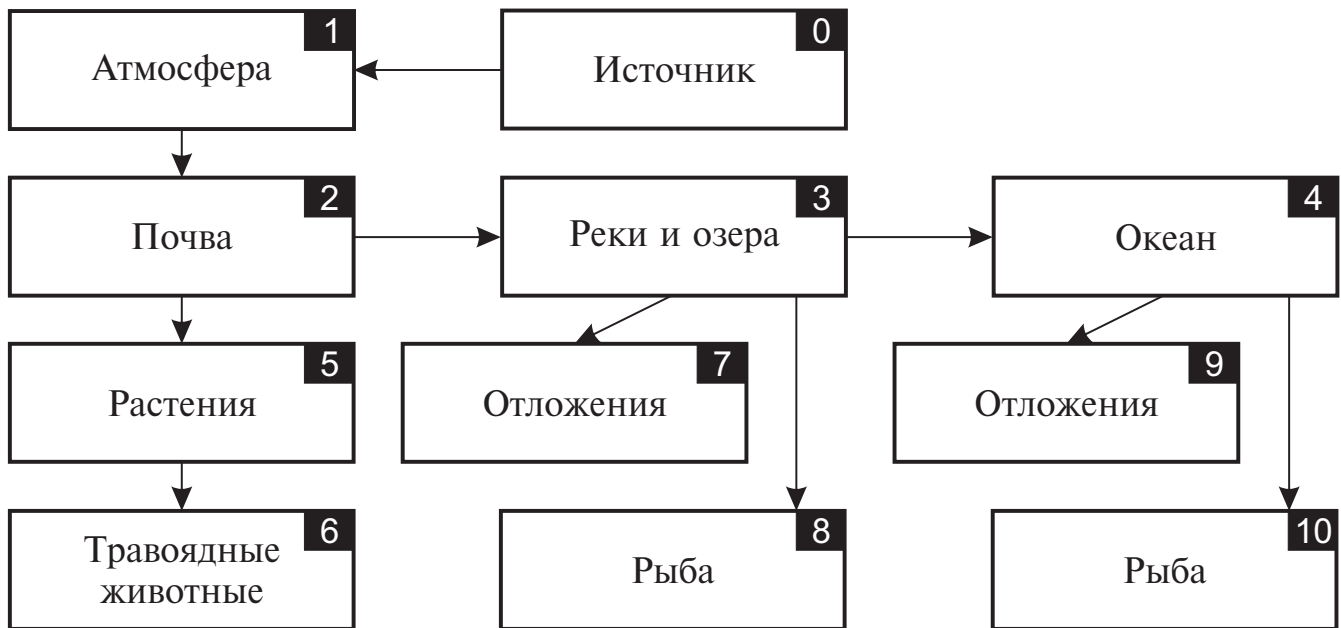 1
Атмосфера
0
Источник
2
Почва
3
Реки и озера
4
Океан
5
Растения
7
Отложения
9
Отложения
6
Травоядные
животные
8
Рыба
10
Рыба